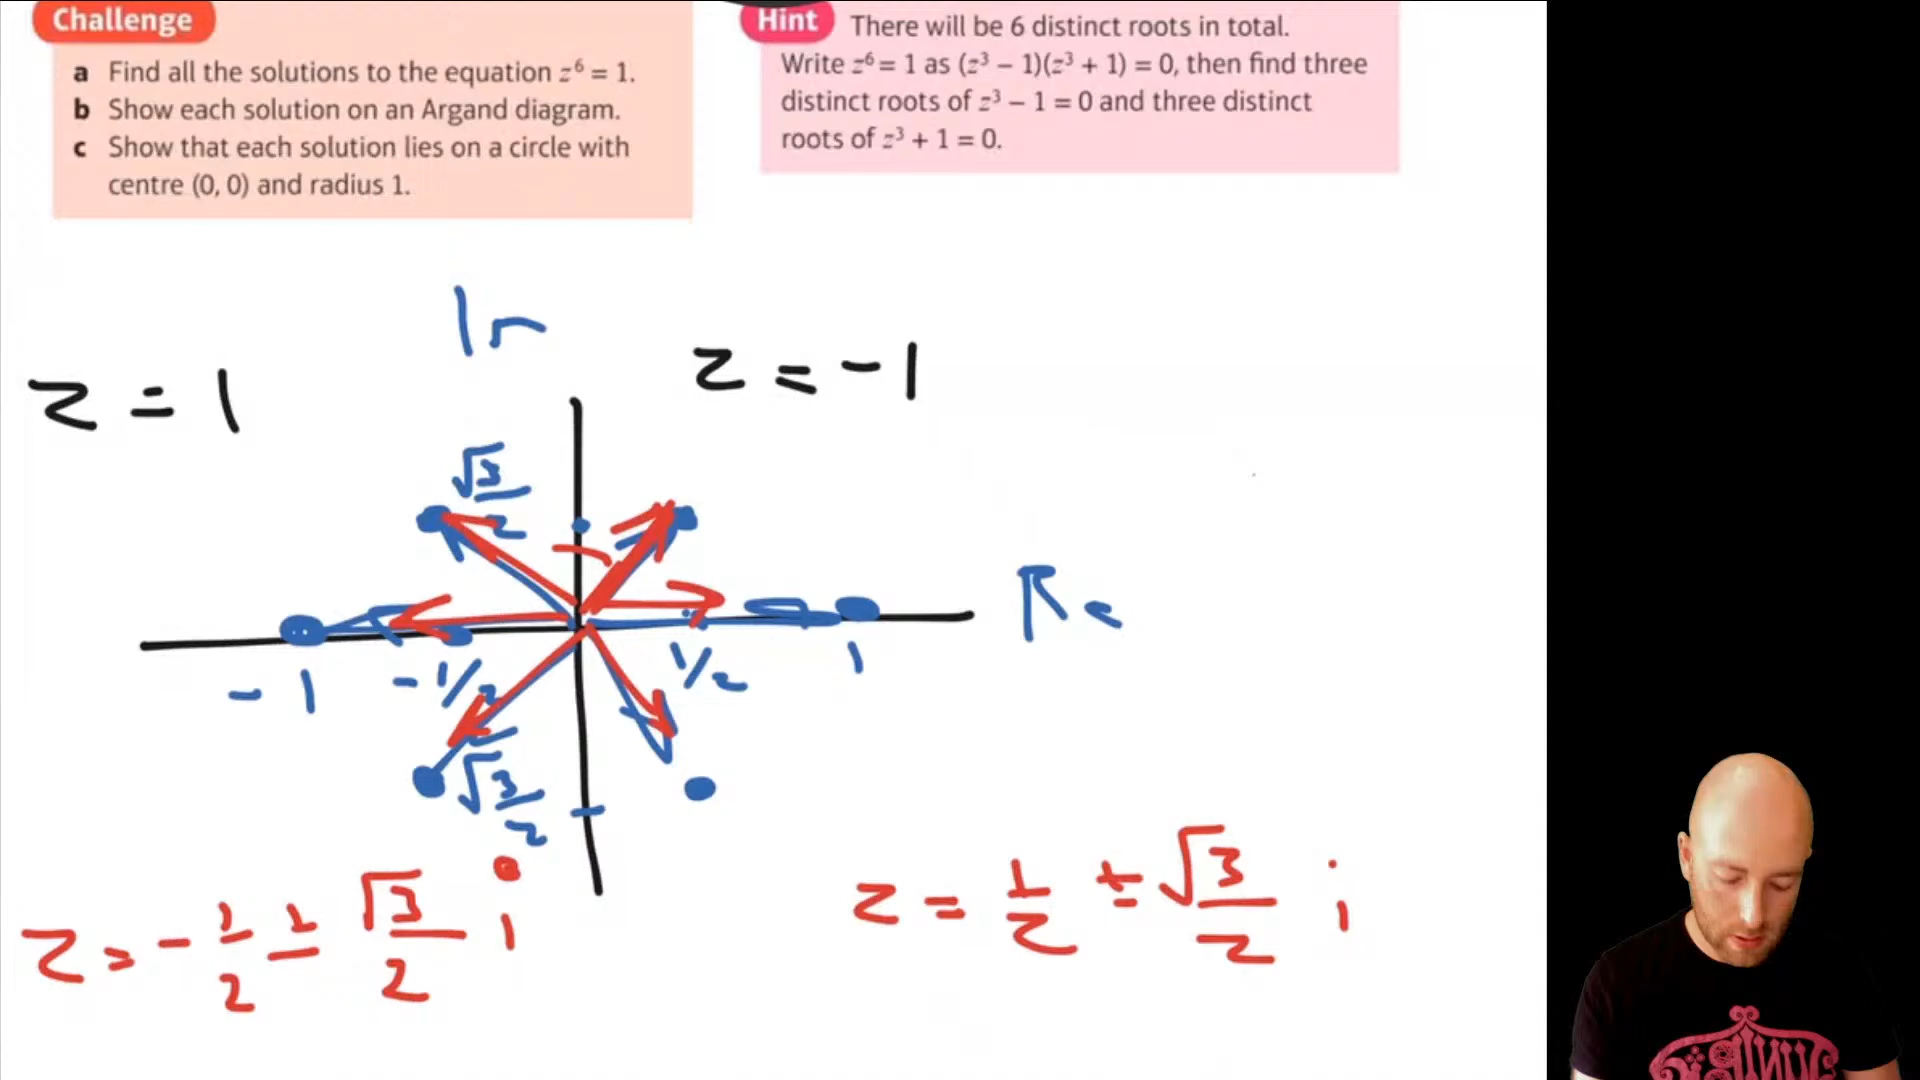 Challenge
a Find all the solutions to the equation z⁶ = 1.
b Show each solution on an Argand diagram.
c Show that each solution lies on a circle with
centre (0, 0) and radius 1.
Hint There will be 6 distinct roots in total.
Write z⁶ = 1 as (z³ – 1)(z³ + 1) = 0, then find three
distinct roots of z³ – 1 = 0 and three distinct
roots of z³ + 1 = 0.
Im
z = 1
z = -1
√3/2
Re
-1
-1/2
1/2
1
√3/2
z = -1/2 ± √3/2 i
z = 1/2 ± √3/2 i